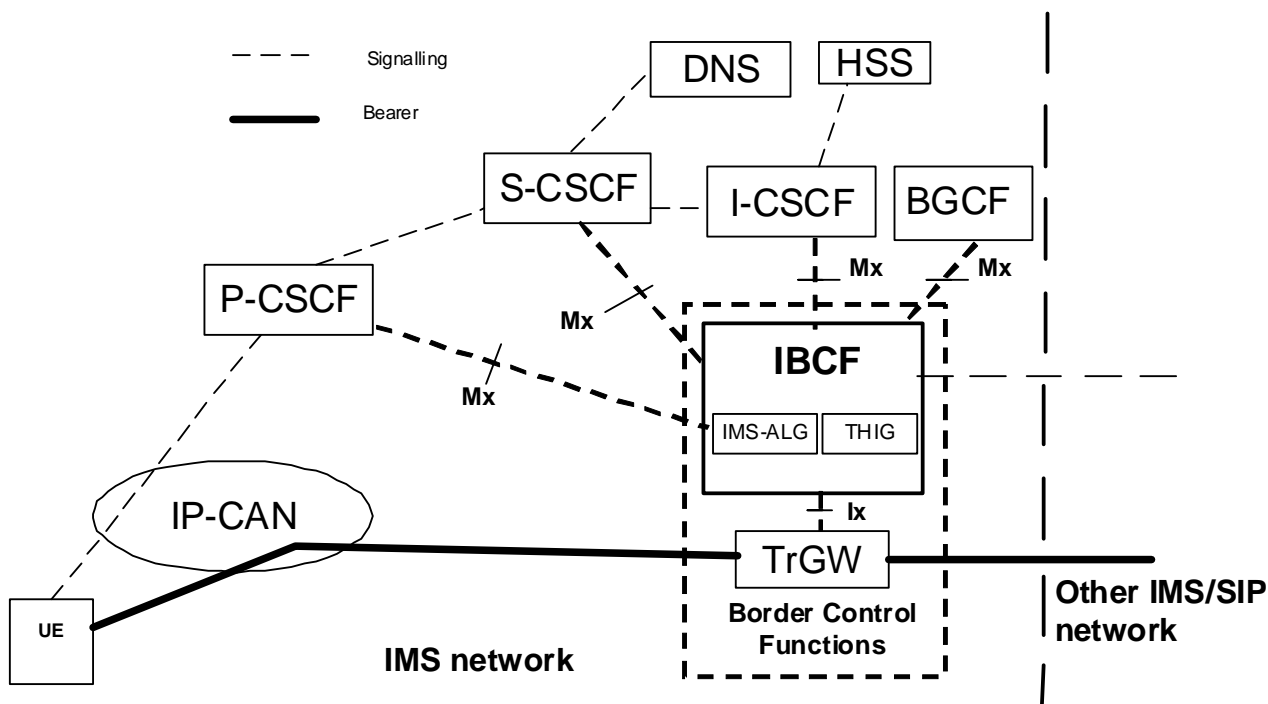 Signalling
Bearer
DNS
HSS
S-CSCF
I-CSCF
BGCF
P-CSCF
Mx
Mx
Mx
Mx
IBCF
IMS-ALG
THIG
Ix
IP-CAN
TrGW
UE
Border Control
Functions
IMS network
Other IMS/SIP
network